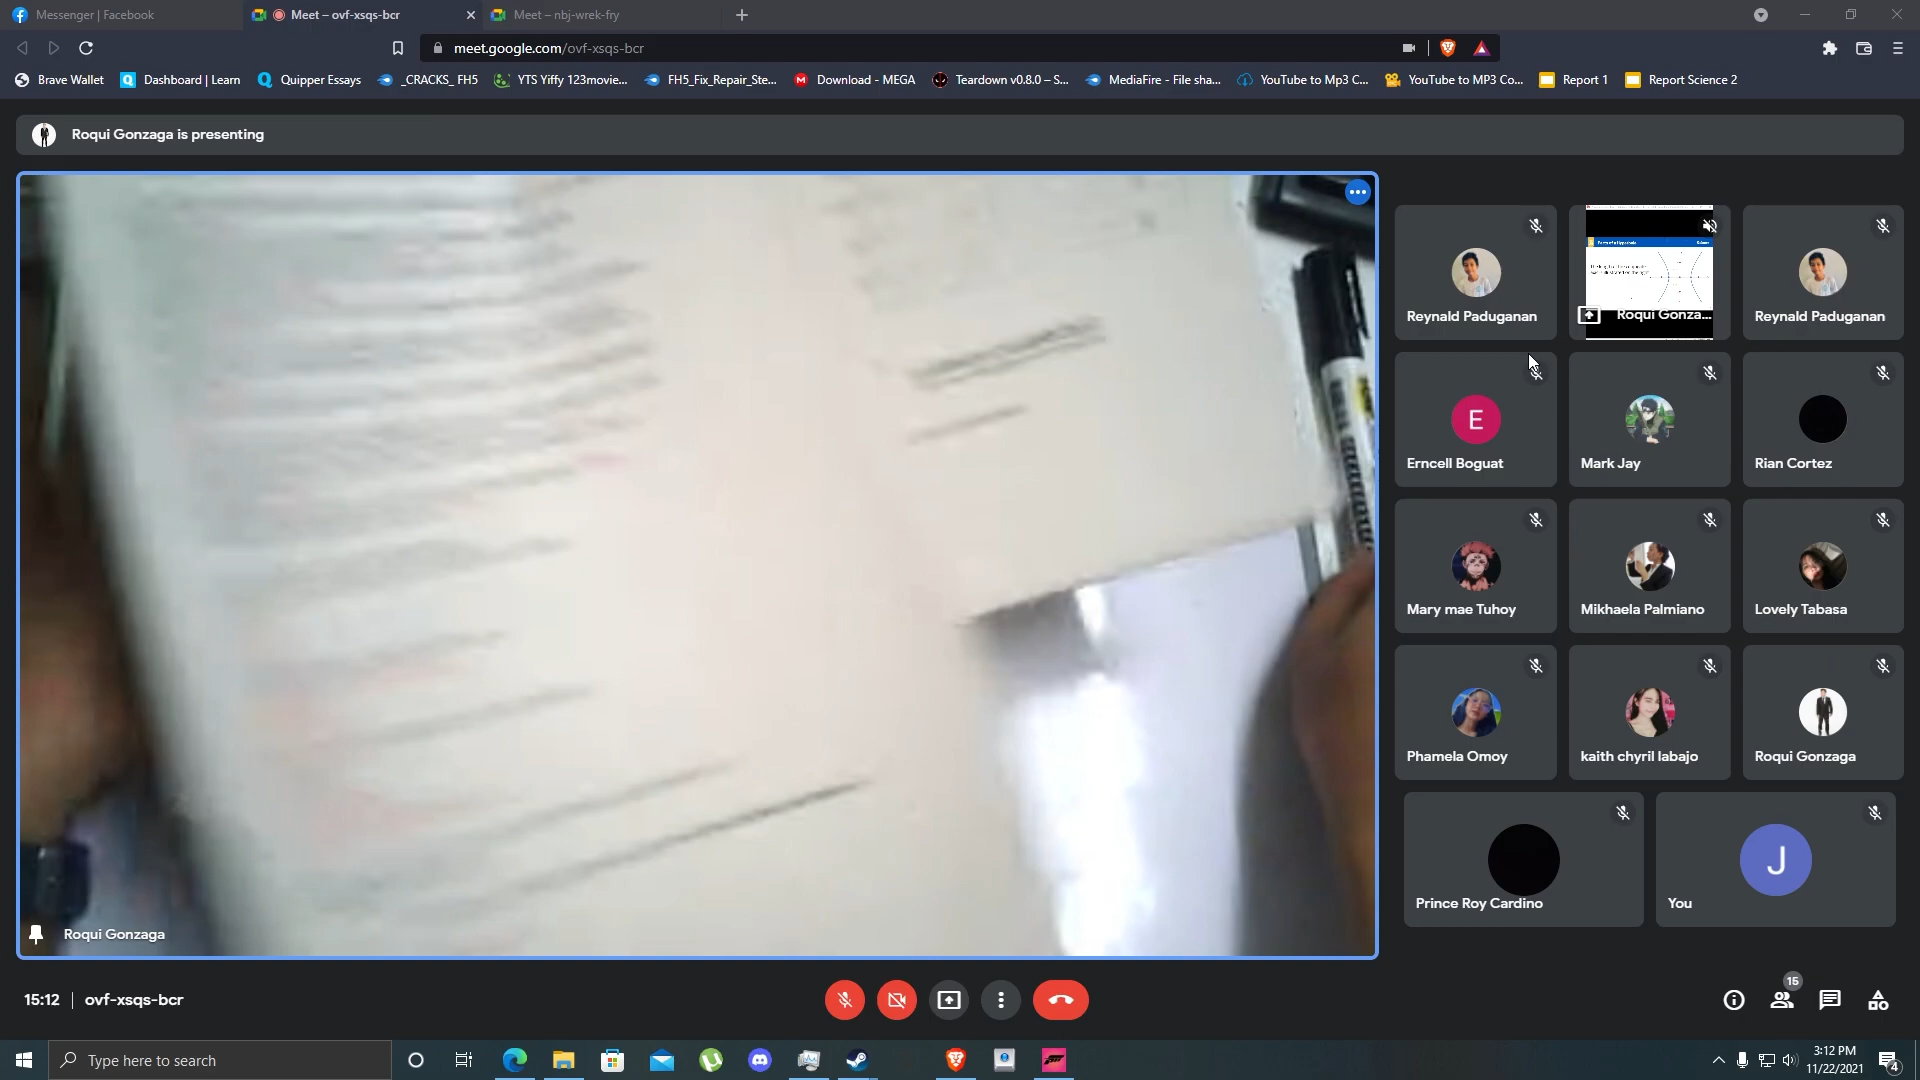 Messenger | Facebook
Meet – ovf-xsqs-bcr
Meet – nbj-wrek-fry
meet.google.com/ovf-xsqs-bcr
Brave Wallet
Dashboard | Learn
Quipper Essays
_CRACKS_ FH5
YTS Yiffy 123movie...
FH5_Fix_Repair_Ste...
Download - MEGA
Teardown v0.8.0 – S...
MediaFire - File sha...
YouTube to Mp3 C...
YouTube to MP3 Co...
Report 1
Report Science 2
Roqui Gonzaga is presenting
Reynald Paduganan
Roqui Gonza...
Reynald Paduganan
E
Erncell Boguat
Mark Jay
Rian Cortez
Mary mae Tuhoy
Mikhaela Palmiano
Lovely Tabasa
Phamela Omoy
kaith chyril labajo
Roqui Gonzaga
Prince Roy Cardino
J
You
Roqui Gonzaga
15:12 | ovf-xsqs-bcr
15
Type here to search
3:12 PM
11/22/2021
4